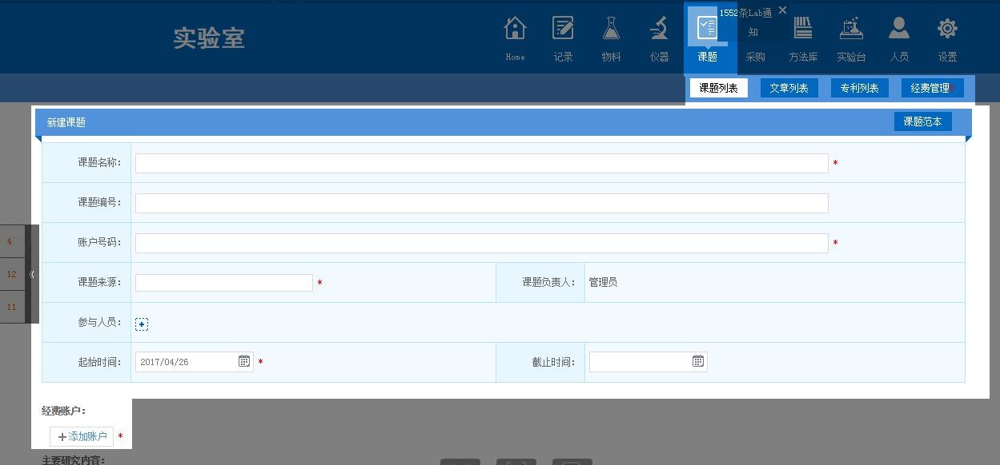 1552条Lab通
知
实验室
Home
记录
物料
仪器
课题
采购
方法库
实验台
人员
设置
课题列表
文章列表
专利列表
经费管理
新建课题
课题范本
课题名称：
*
课题编号：
账户号码：
*
课题来源：
*
课题负责人：
管理员
参与人员：
起始时间：
2017/04/26
*
截止时间：
4
12
11
经费账户：
添加账户
*
主要研究内容：